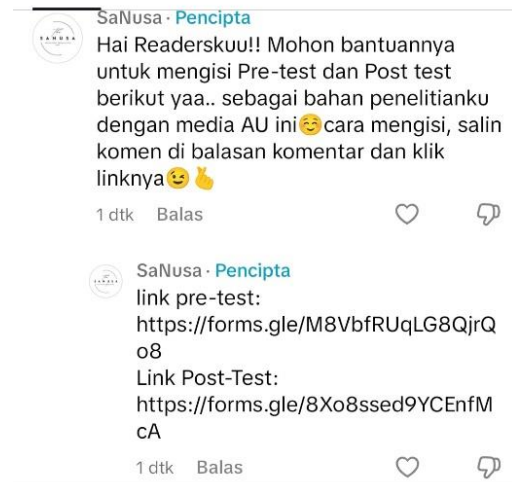 SaNusa · Pencipta
Hai Readerskuu!! Mohon bantuannya
untuk mengisi Pre-test dan Post test
berikut yaa.. sebagai bahan penelitianku
dengan media AU ini☺️cara mengisi, salin
komen di balasan komentar dan klik
linknya😉🫰
1 dtk Balas
SaNusa · Pencipta
link pre-test:
https://forms.gle/M8VbfRUqLG8QjrQ
o8
Link Post-Test:
https://forms.gle/8Xo8ssed9YCEnfM
cA
1 dtk Balas